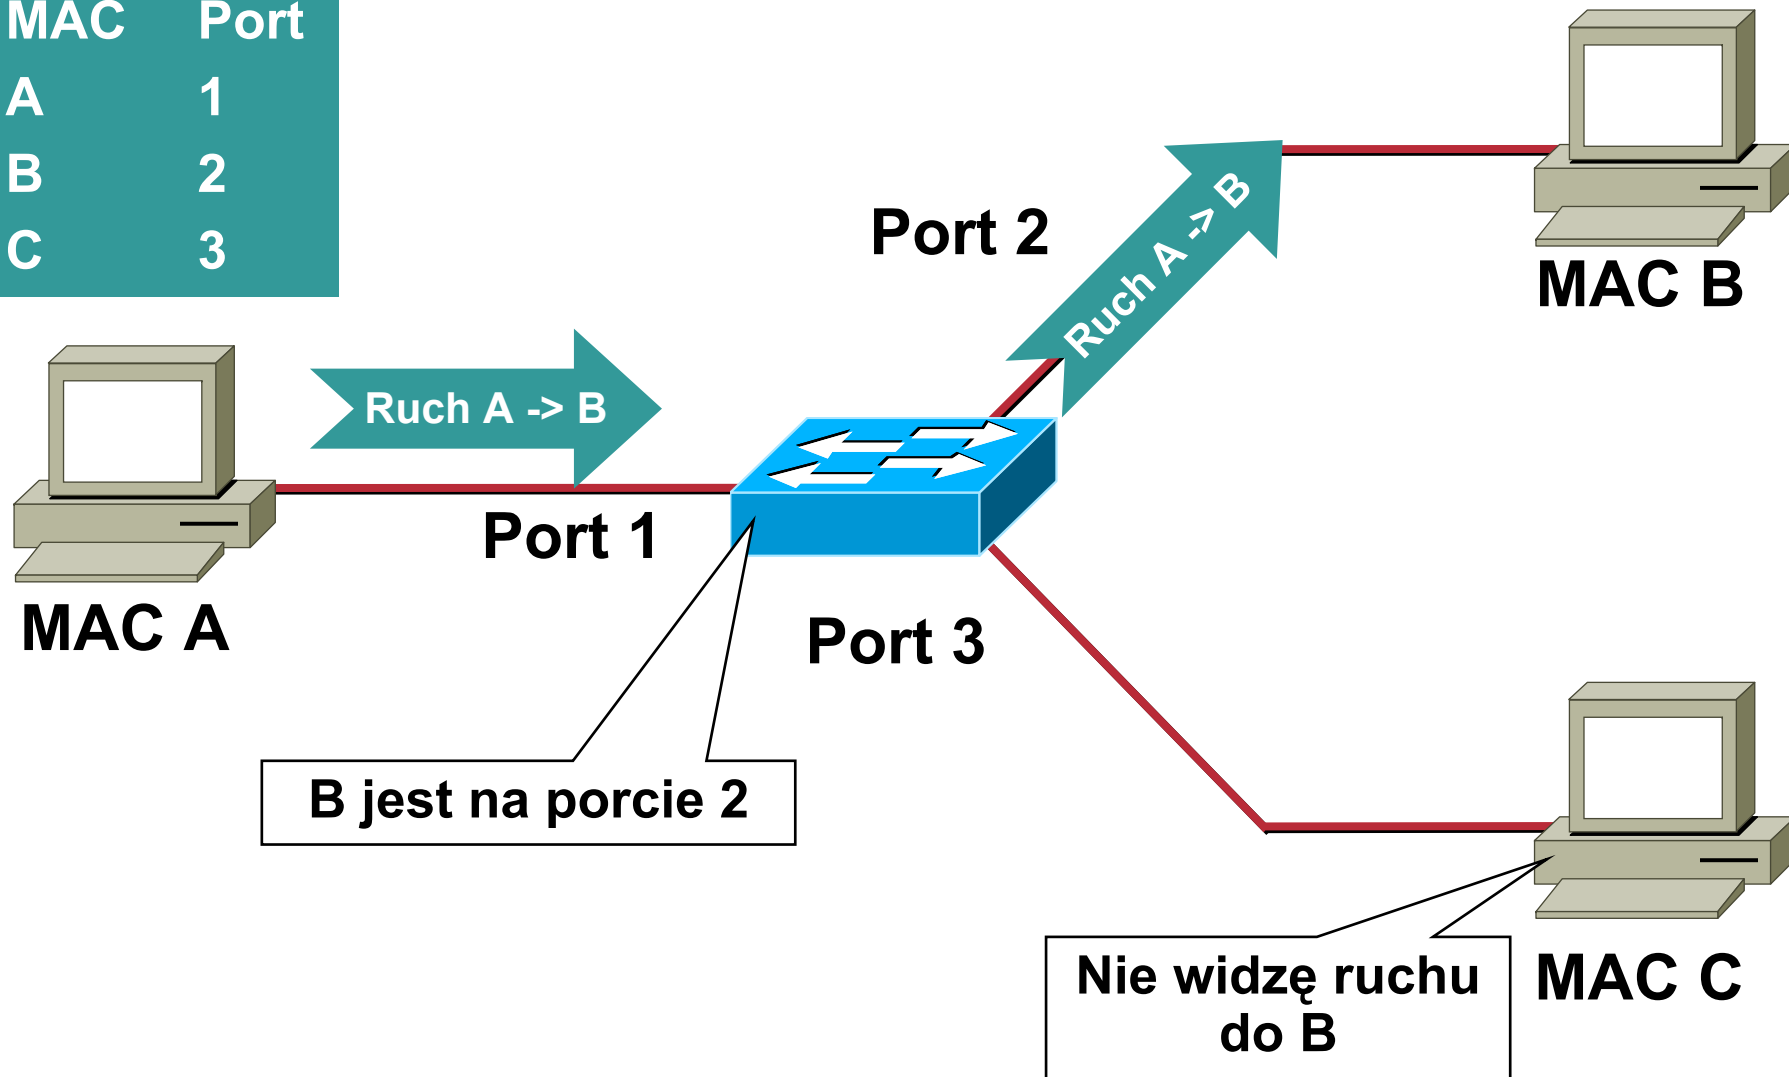 MAC Port
A 1
B 2
C 3
Port 2
Ruch A -> B
MAC B
Ruch A -> B
Port 1
MAC A
Port 3
B jest na porcie 2
Nie widzę ruchu
do B
MAC C